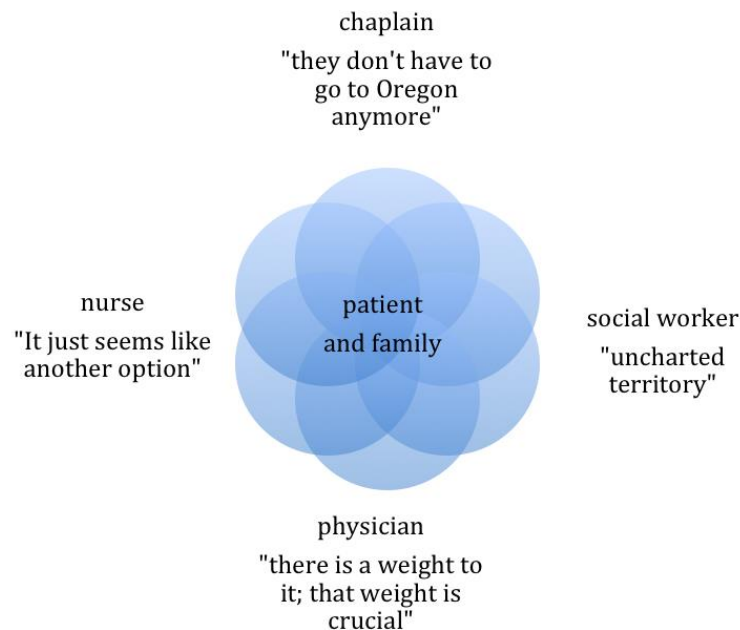 chaplain
"they don't have to
go to Oregon
anymore"
nurse
"It just seems like
another option"
patient
and family
social worker
"uncharted
territory"
physician
"there is a weight to
it; that weight is
crucial"